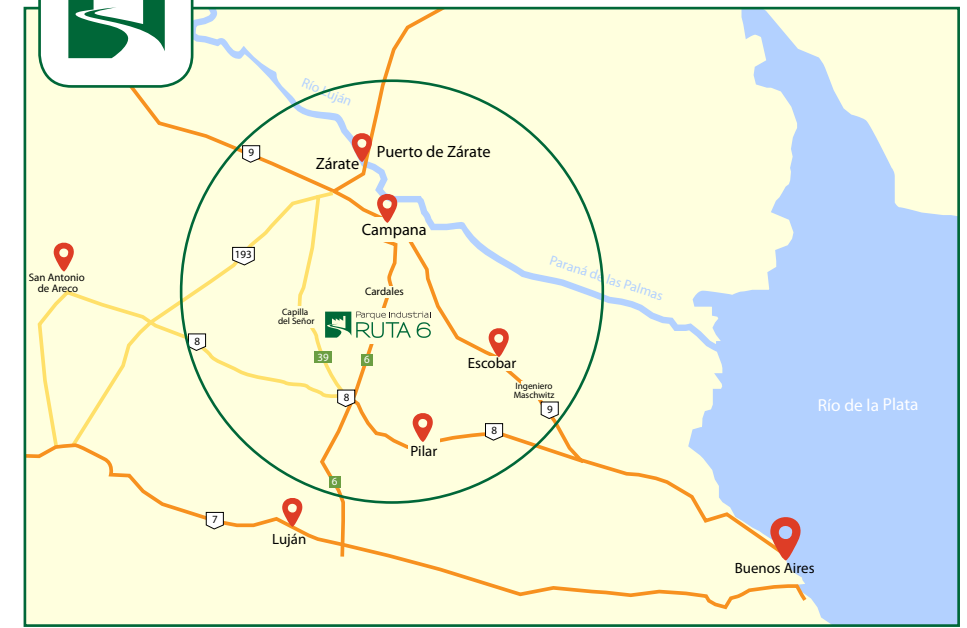 Río Luján
9
Puerto de Zárate
Zárate
Campana
193
San Antonio
de Areco
Paraná de las Palmas
Cardales
Capilla
del Señor
Parque Industrial
RUTA 6
8
39
6
Escobar
Ingeniero
Maschwitz
8
9
Río de la Plata
8
Pilar
6
7
Luján
Buenos Aires